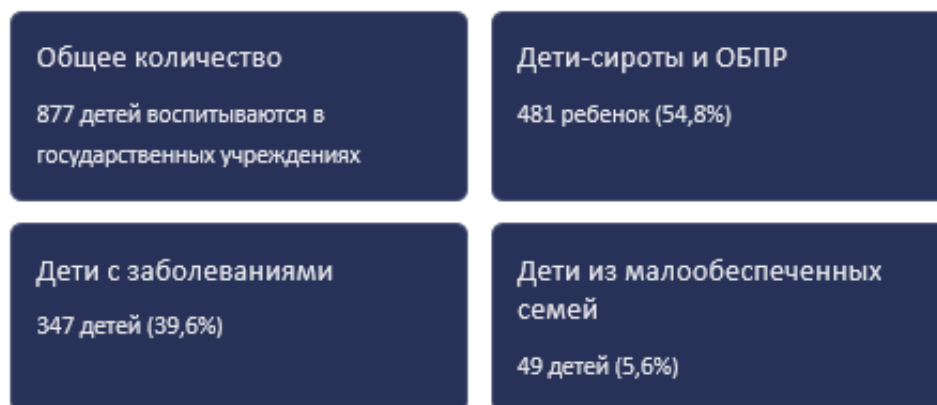 Общее количество
877 детей воспитываются в
государственных учреждениях
Дети-сироты и ОБПР
481 ребенок (54,8%)
Дети с заболеваниями
347 детей (39,6%)
Дети из малообеспеченных
семей
49 детей (5,6%)